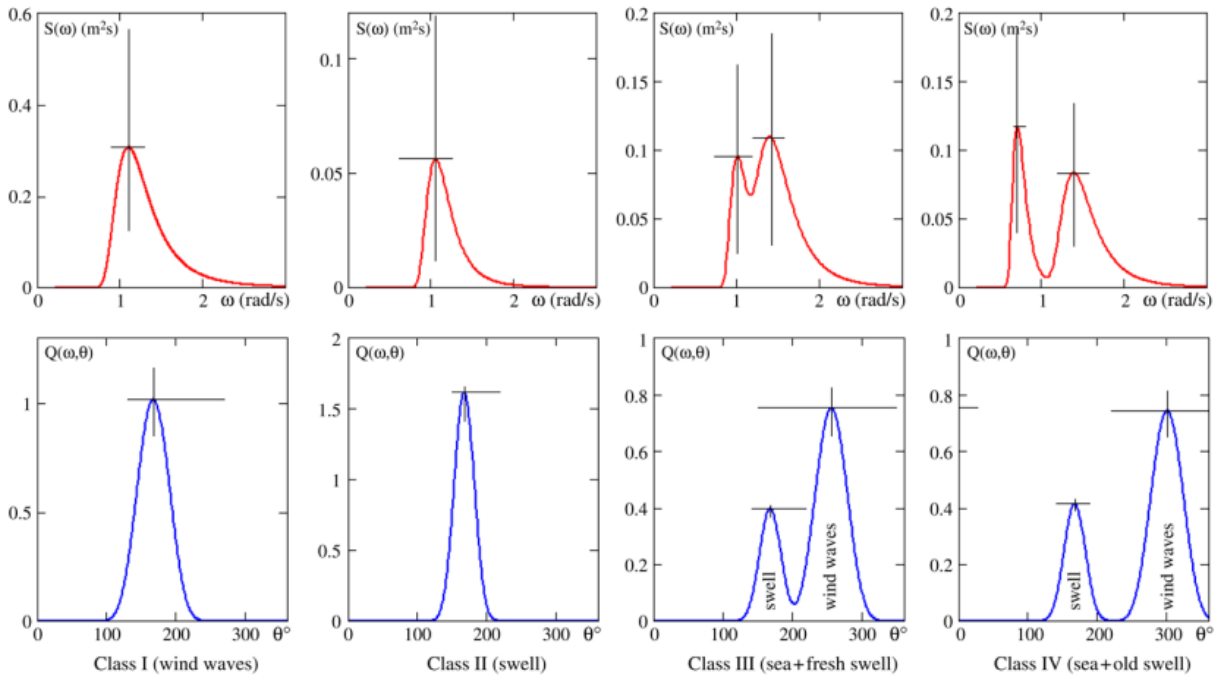 0.6
S(ω) (m²s)
0.4
0.2
0
0
1
2
ω (rad/s)
S(ω) (m²s)
0.1
0.05
0
0
1
2
ω (rad/s)
0.2
S(ω) (m²s)
0.15
0.1
0.05
0
0
1
2
ω (rad/s)
0.2
S(ω) (m²s)
0.15
0.1
0.05
0
0
1
2
ω (rad/s)
Q(ω,θ)
1
0.5
0
0
100
200
300
θ°
Class I (wind waves)
2
Q(ω,θ)
1.5
1
0.5
0
0
100
200
300
θ°
Class II (swell)
1
Q(ω,θ)
0.8
0.6
0.4
0.2
0
swell
wind waves
0
100
200
300
θ°
Class III (sea+fresh swell)
1
Q(ω,θ)
0.8
0.6
0.4
0.2
0
swell
wind waves
0
100
200
300
θ°
Class IV (sea+old swell)